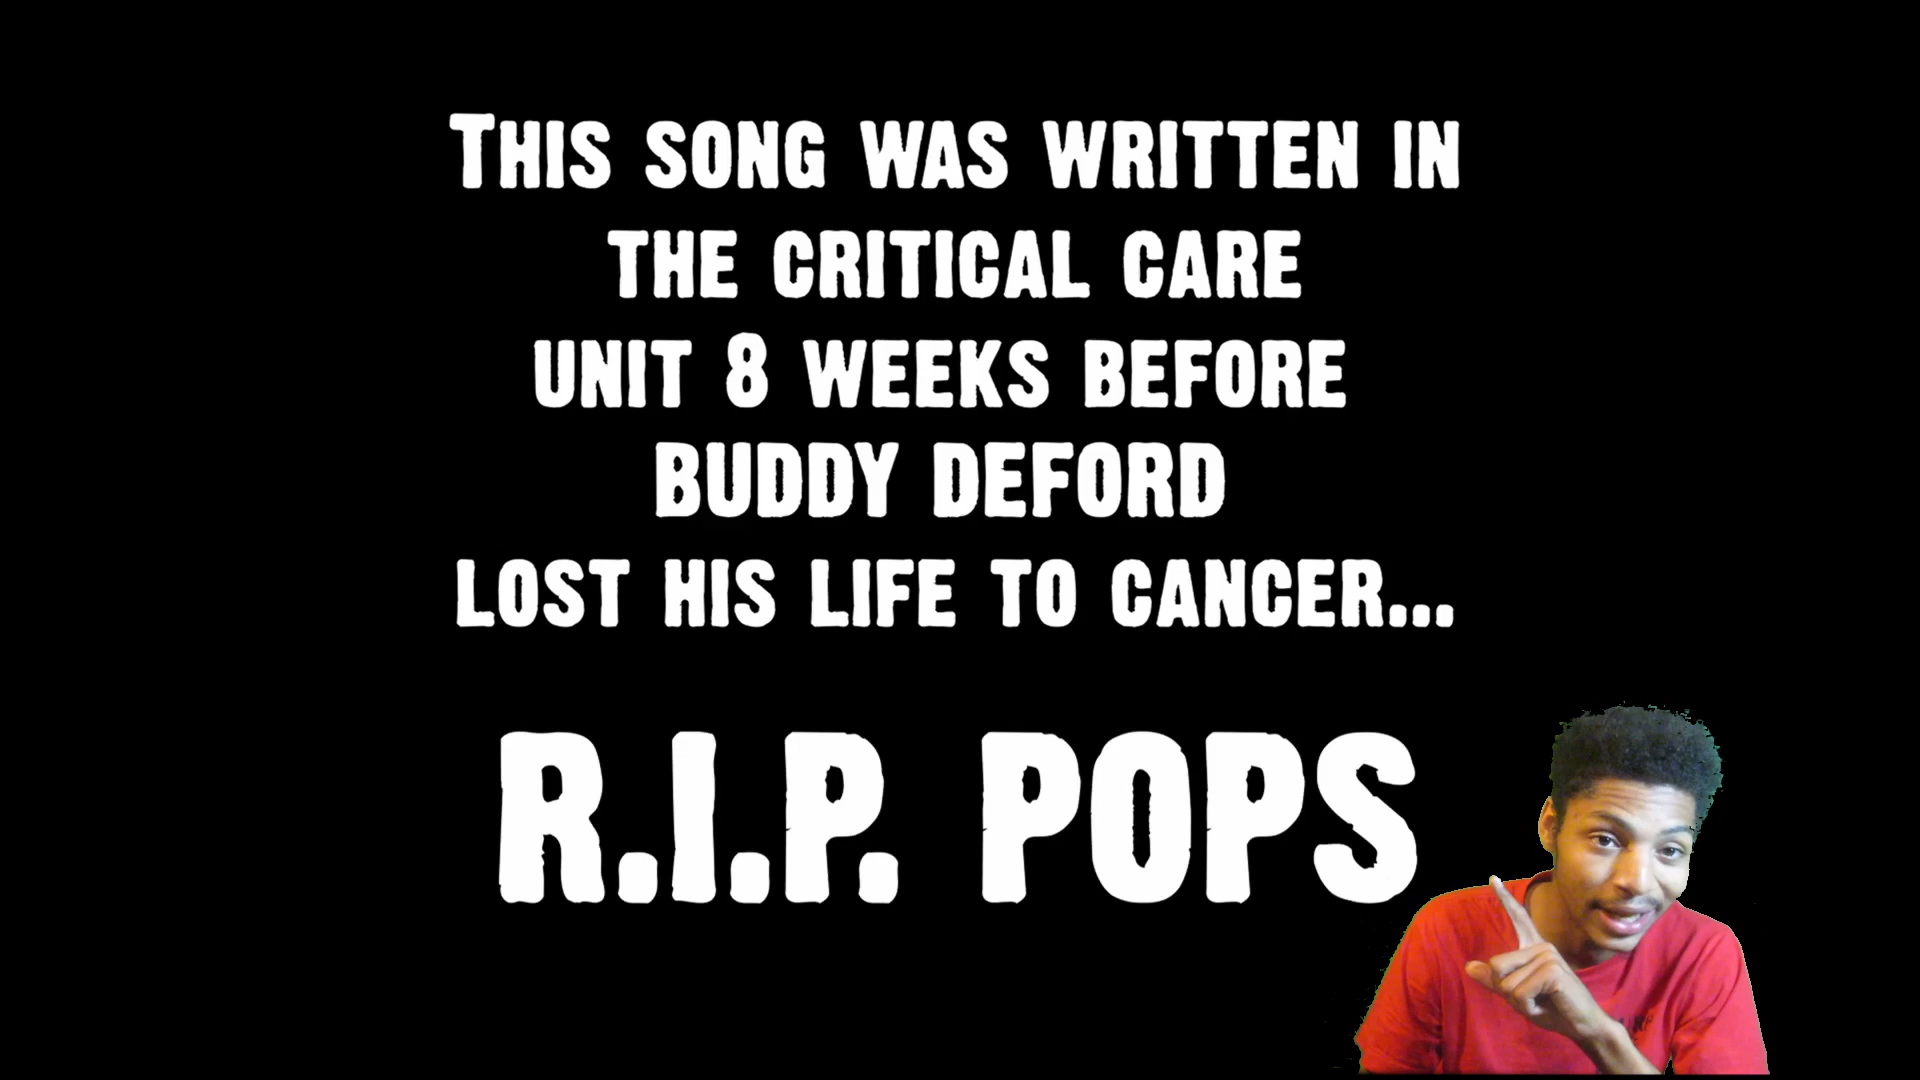 This song was written in
the critical care
unit 8 weeks before
Buddy Deford
lost his life to cancer...
R.I.P. POPS